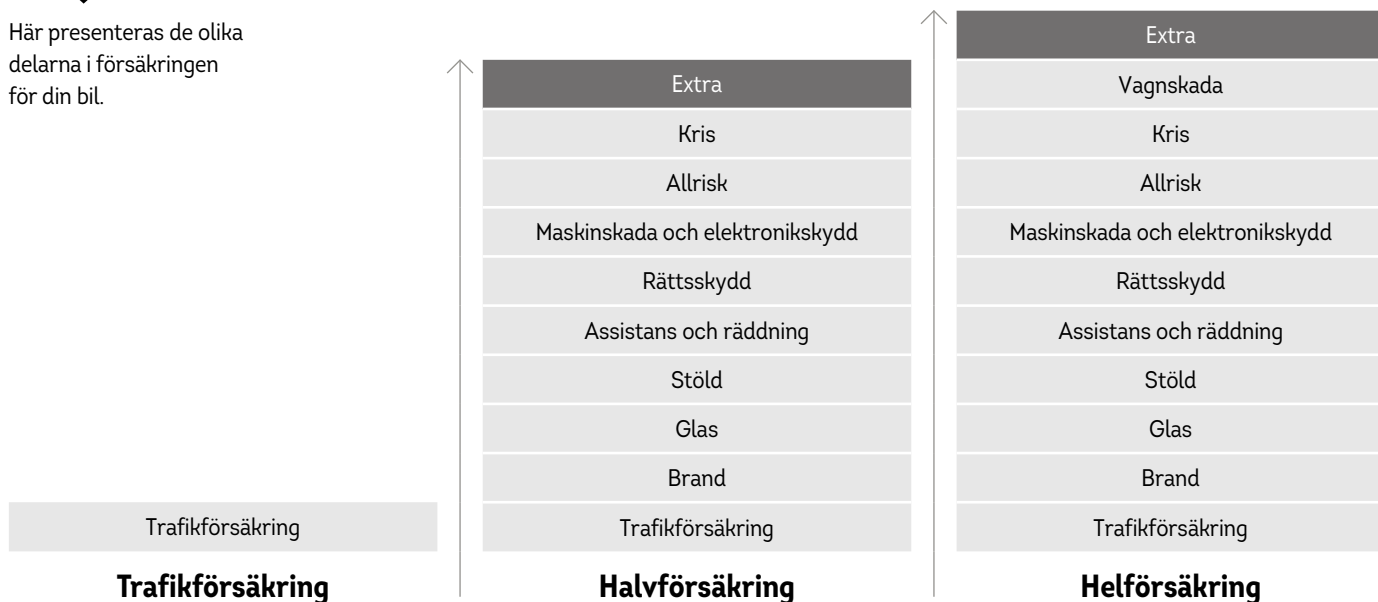 Här presenteras de olika
delarna i försäkringen
för din bil.
Trafikförsäkring
Trafikförsäkring
Extra
Kris
Allrisk
Maskinskada och elektronikskydd
Rättsskydd
Assistans och räddning
Stöld
Glas
Brand
Trafikförsäkring
Halvförsäkring
Extra
Vagnskada
Kris
Allrisk
Maskinskada och elektronikskydd
Rättsskydd
Assistans och räddning
Stöld
Glas
Brand
Trafikförsäkring
Helförsäkring